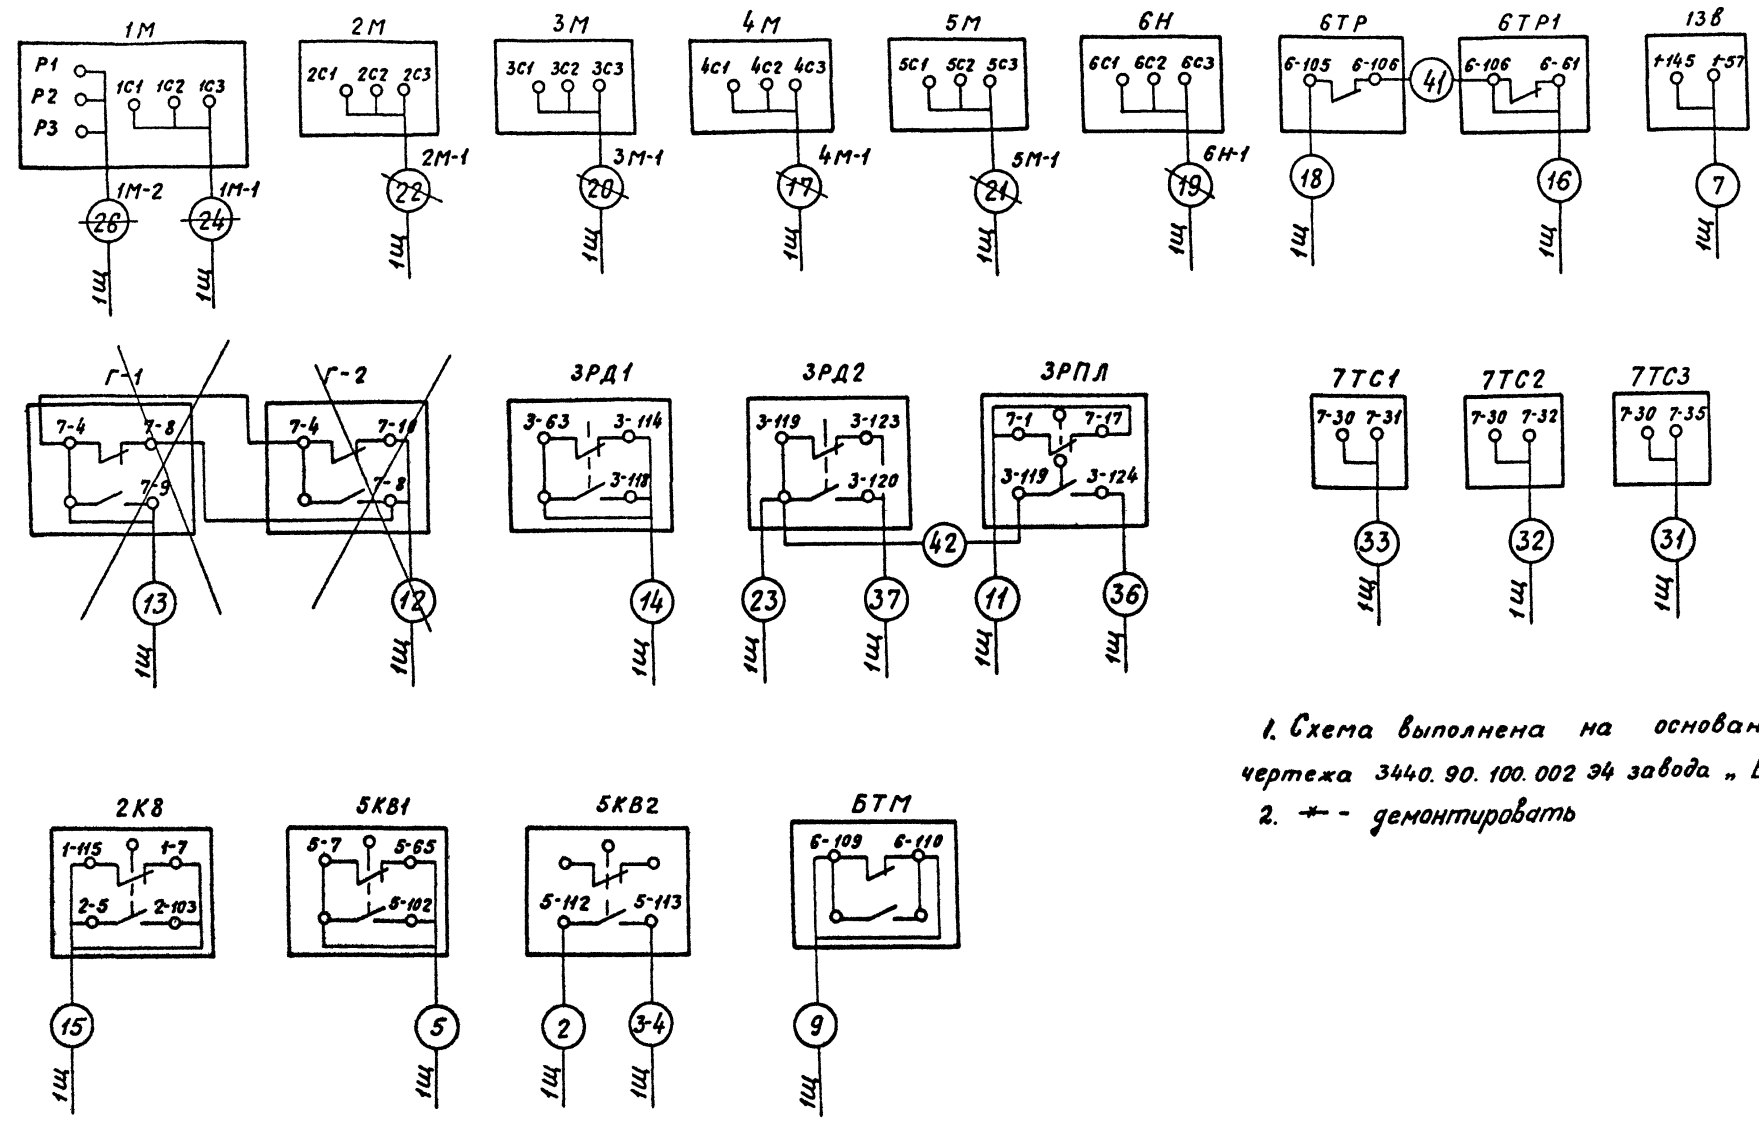 1М 2М 3М 4М 5М 6Н 6ТР 6ТР1 13В
Р1 1С1 1С2 1С3 2С1 2С2 2С3 3С1 3С2 3С3 4С1 4С2 4С3 5С1 5С2 5С3 6С1 6С2 6С3 6-105 6-106 41 6-106 6-61 1-145 1-57
Р2
Р3
1М-2 1М-1 2М-1 3М-1 4М-1 5М-1 6Н-1
26 24 22 20 17 21 19 18 16 7
1Щ 1Щ 1Щ 1Щ 1Щ 1Щ 1Щ 1Щ 1Щ 1Щ
Г-1 Г-2 3РД1 3РД2 3РПЛ 7ТС1 7ТС2 7ТС3
7-4 7-8 7-4 7-10 3-63 3-114 3-119 3-123 7-1 7-17 7-30 7-31 7-30 7-32 7-30 7-35
7-9 7-8 3-118 3-120 3-119 3-124
42 33 32 31
13 12 14 23 37 11 36 1Щ 1Щ 1Щ
1Щ 1Щ 1Щ 1Щ 1Щ 1Щ 1Щ
1. Схема выполнена на основан
чертежа 3440.90.100.002 Э4 завода „
2. -*- - демонтировать
2К8 5КВ1 5КВ2 БТМ
1-115 1-7 5-7 5-65 6-109 6-110
2-5 2-103 5-102 5-112 5-113
15 5 2 3-4 9
1Щ 1Щ 1Щ 1Щ 1Щ